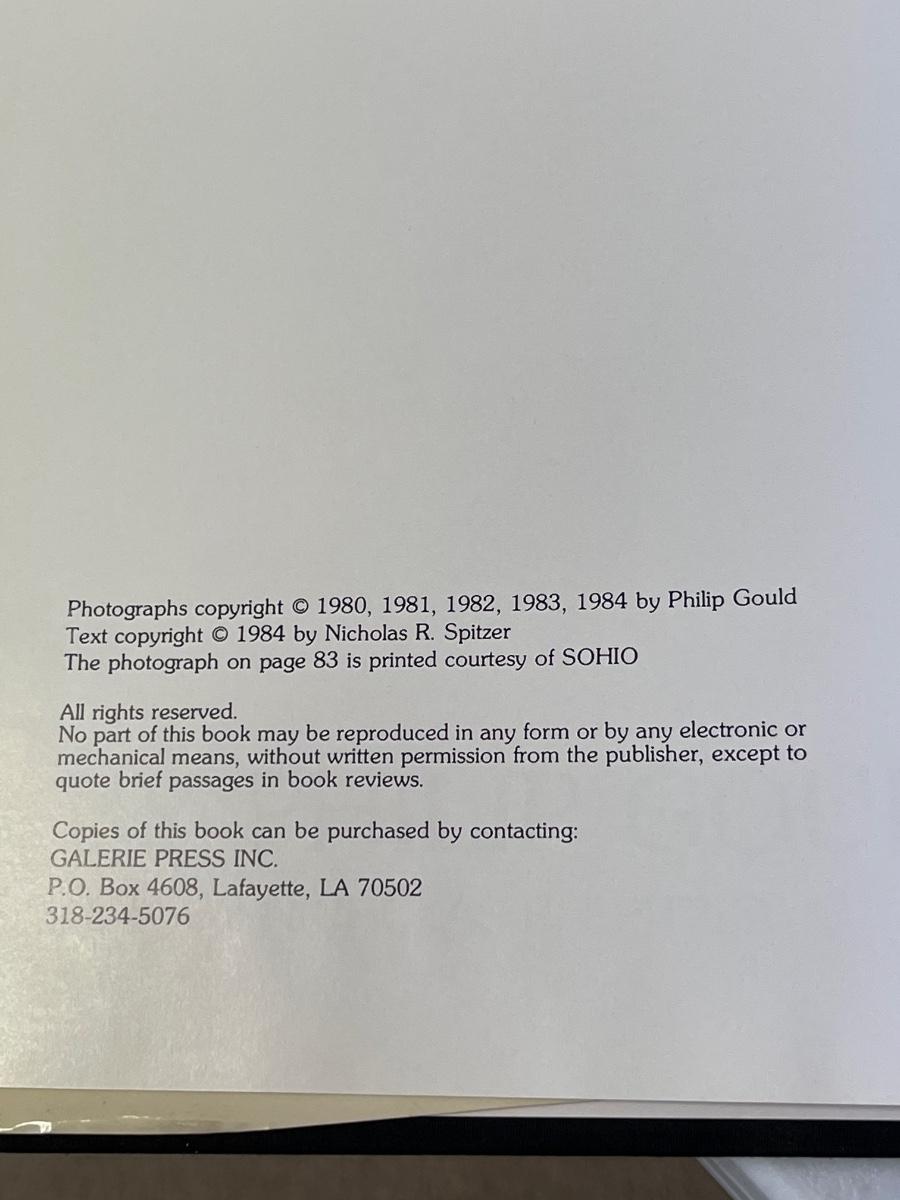 Photographs copyright © 1980, 1981, 1982, 1983, 1984 by Philip Gould
Text copyright © 1984 by Nicholas R. Spitzer
The photograph on page 83 is printed courtesy of SOHIO
All rights reserved.
No part of this book may be reproduced in any form or by any electronic or
mechanical means, without written permission from the publisher, except to
quote brief passages in book reviews.
Copies of this book can be purchased by contacting:
GALERIE PRESS INC.
P.O. Box 4608, Lafayette, LA 70502
318-234-5076